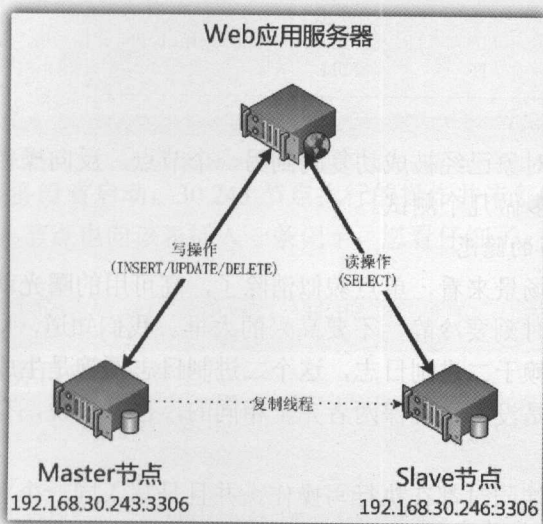 Web应用服务器
写操作
(INSERT/UPDATE/DELETE)
读操作
(SELECT)
复制线程
Master节点
192.168.30.243:3306
Slave节点
192.168.30.246:3306